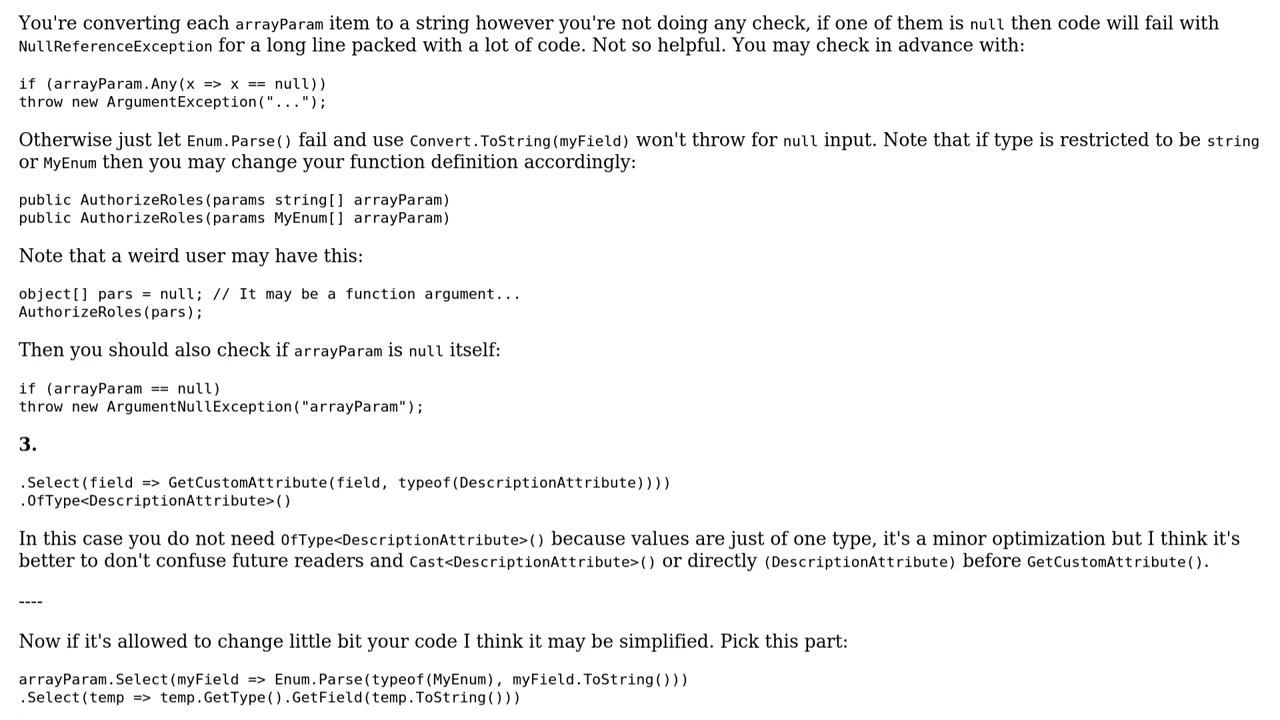 You're converting each arrayParam item to a string however you're not doing any check, if one of them is null then code will fail with
NullReferenceException for a long line packed with a lot of code. Not so helpful. You may check in advance with:
if (arrayParam.Any(x => x == null))
throw new ArgumentException("...");
Otherwise just let Enum.Parse() fail and use Convert.ToString(myField) won't throw for null input. Note that if type is restricted to be string
or MyEnum then you may change your function definition accordingly:
public AuthorizeRoles(params string[] arrayParam)
public AuthorizeRoles(params MyEnum[] arrayParam)
Note that a weird user may have this:
object[] pars = null; // It may be a function argument...
AuthorizeRoles(pars);
Then you should also check if arrayParam is null itself:
if (arrayParam == null)
throw new ArgumentNullException("arrayParam");
3.
.Select(field => GetCustomAttribute(field, typeof(DescriptionAttribute))))
.OfType<DescriptionAttribute>()
In this case you do not need OfType<DescriptionAttribute>() because values are just of one type, it's a minor optimization but I think it's
better to don't confuse future readers and Cast<DescriptionAttribute>() or directly (DescriptionAttribute) before GetCustomAttribute().
----
Now if it's allowed to change little bit your code I think it may be simplified. Pick this part:
arrayParam.Select(myField => Enum.Parse(typeof(MyEnum), myField.ToString()))
.Select(temp => temp.GetType().GetField(temp.ToString()))